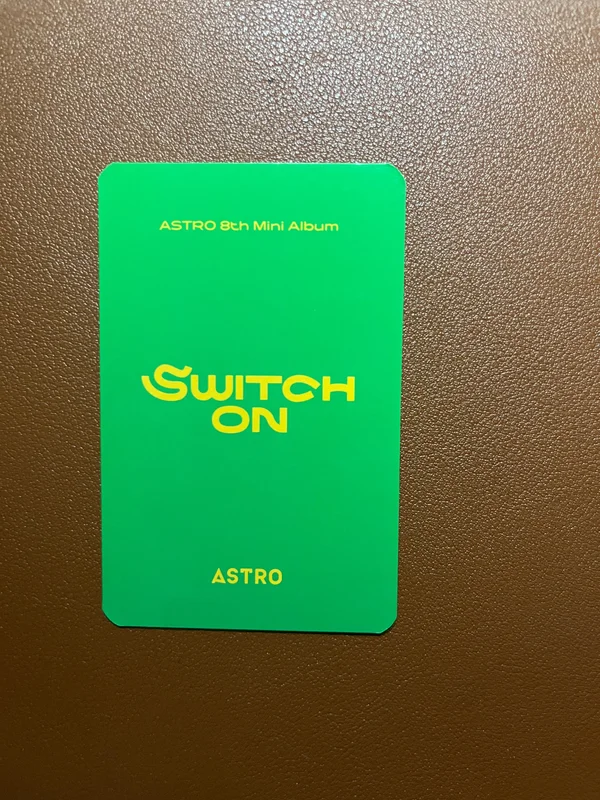 ASTRO 8th Mini Album
SWITCH
ON
ASTRO